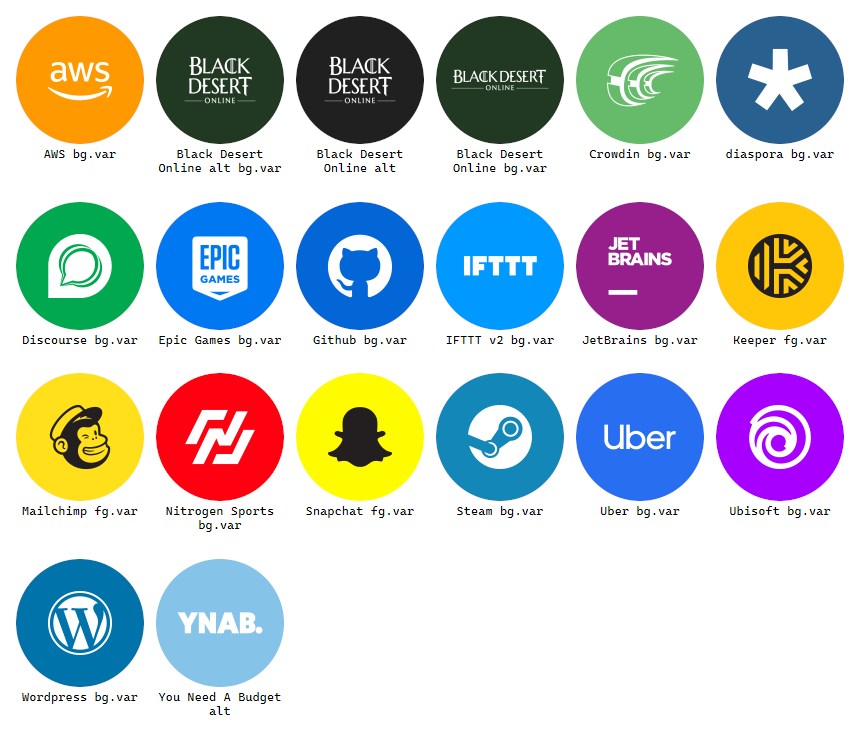 aws
BLACK
DESERT
ONLINE
BLACK
DESERT
ONLINE
BLACK DESERT
ONLINE
AWS bg.var
Black Desert
Online alt bg.var
Black Desert
Online alt
Black Desert
Online bg.var
Crowdin bg.var
diaspora bg.var
EPIC
GAMES
IFTTT
JET
BRAINS
Discourse bg.var
Epic Games bg.var
Github bg.var
IFTTT v2 bg.var
JetBrains bg.var
Keeper fg.var
Uber
Mailchimp fg.var
Nitrogen Sports
bg.var
Snapchat fg.var
Steam bg.var
Uber bg.var
Ubisoft bg.var
W
YNAB.
Wordpress bg.var
You Need A Budget
alt